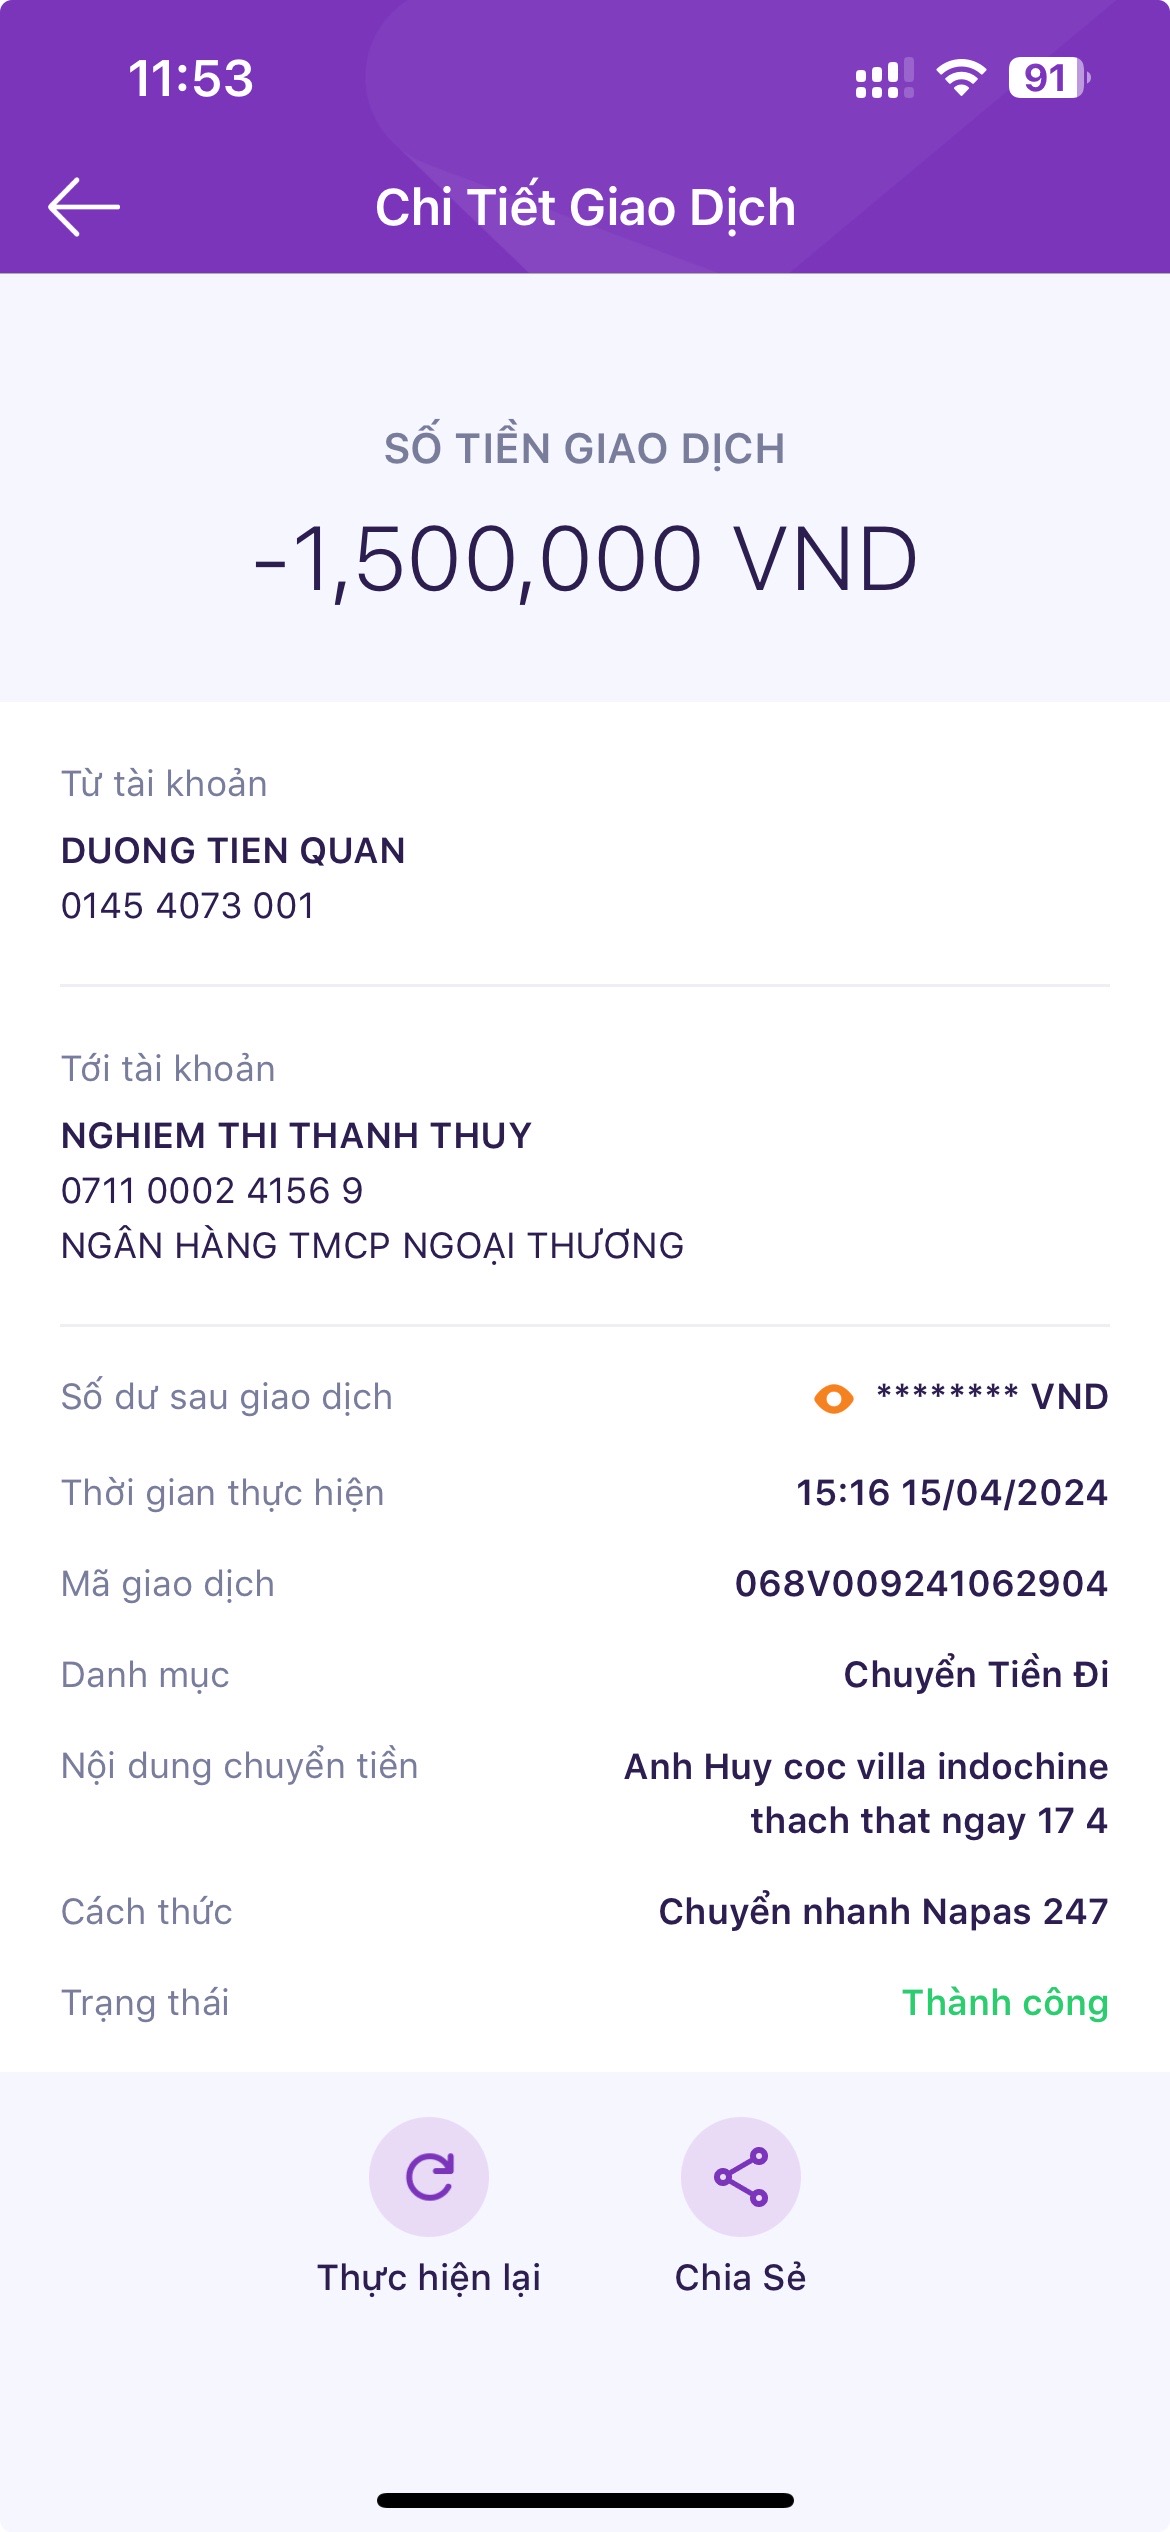 11:53
91
Chi Tiết Giao Dịch
SỐ TIỀN GIAO DỊCH
-1,500,000 VND
Từ tài khoản
DUONG TIEN QUAN
0145 4073 001
Tới tài khoản
NGHIEM THI THANH THUY
0711 0002 4156 9
NGÂN HÀNG TMCP NGOẠI THƯƠNG
Số dư sau giao dịch ******** VND
Thời gian thực hiện 15:16 15/04/2024
Mã giao dịch 068V009241062904
Danh mục Chuyển Tiền Đi
Nội dung chuyển tiền Anh Huy coc villa indochine
thach that ngay 17 4
Cách thức Chuyển nhanh Napas 247
Trạng thái Thành công
Thực hiện lại Chia Sẻ